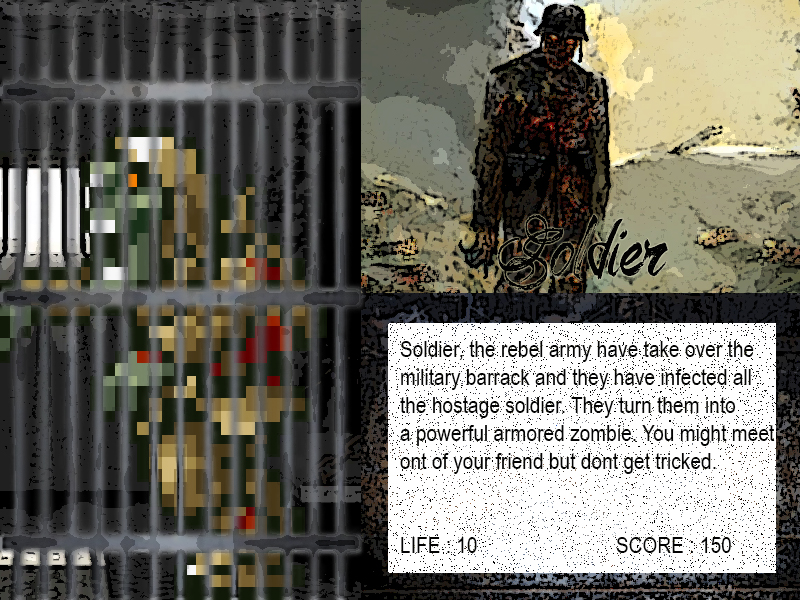 Soldier
Soldier, the rebel army have take over the
military barrack and they have infected all
the hostage soldier. They turn them into
a powerful armored zombie. You might meet
ont of your friend but dont get tricked.
LIFE : 10 SCORE : 150